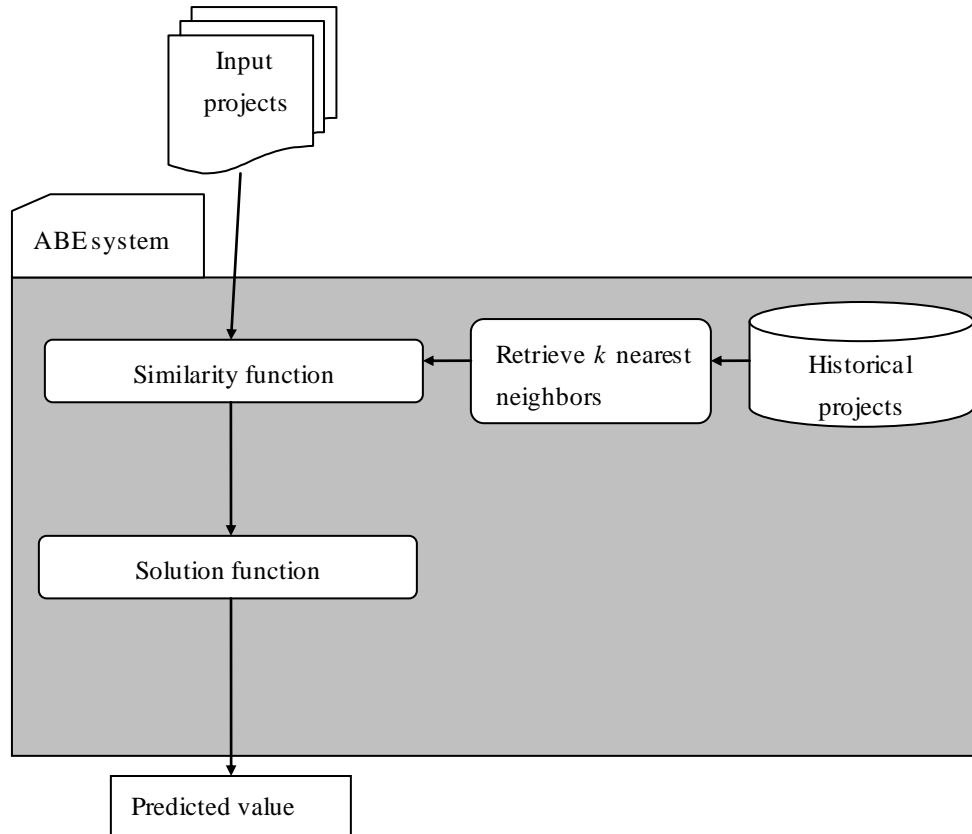 Input
projects
ABE system
Similarity function
Retrieve k nearest
neighbors
Historical
projects
Solution function
Predicted value